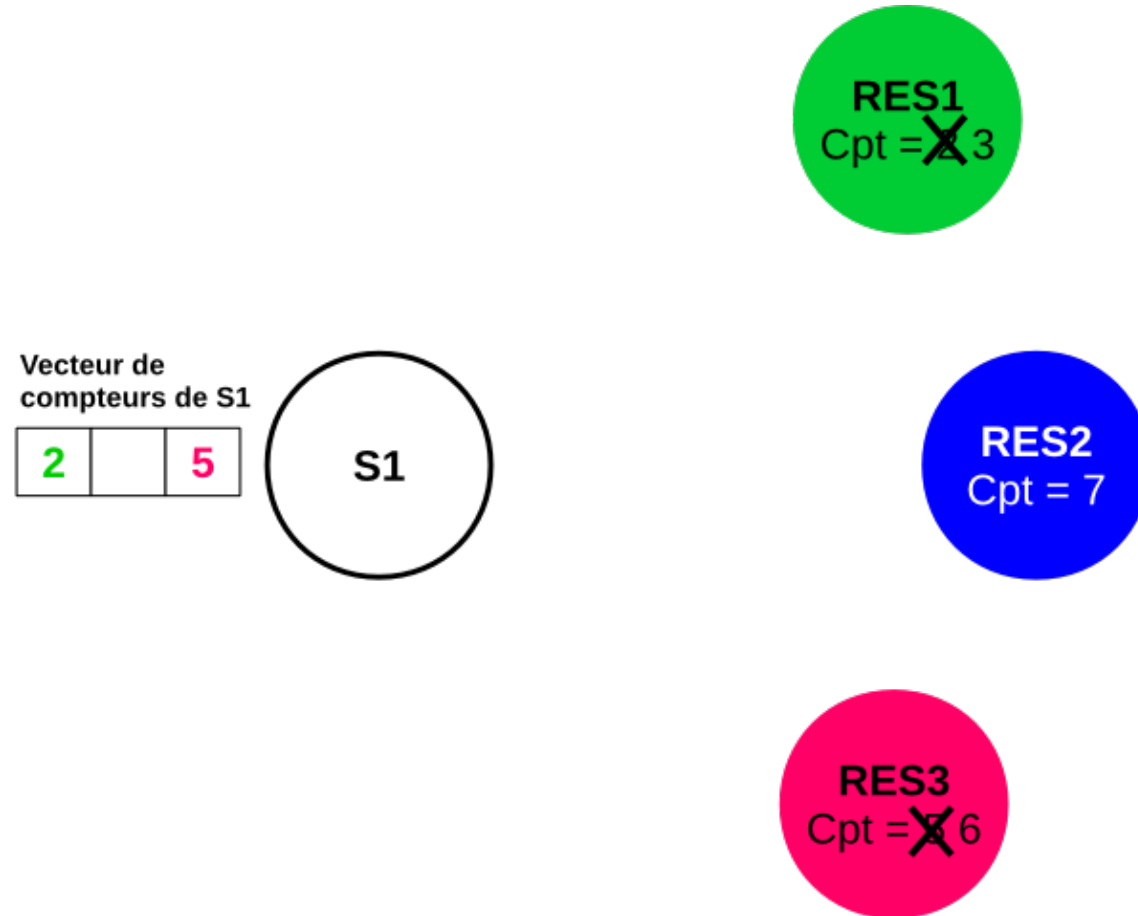 RES1
Cpt = 2 3
Vecteur de
compteurs de S1
2 5
S1
RES2
Cpt = 7
RES3
Cpt = 5 6